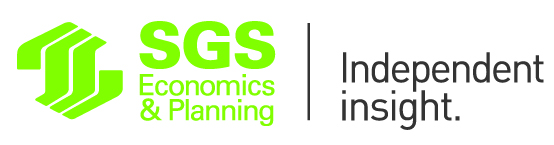 SGS
Economics
& Planning
Independent
insight.